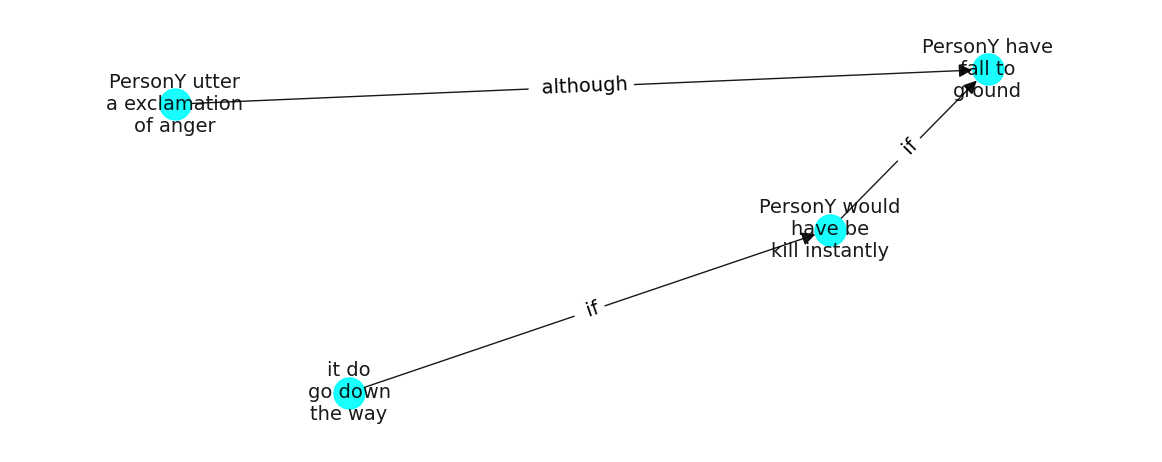 PersonY have
fall to
ground
PersonY utter
a exclamation
of anger
although
if
PersonY would
have be
kill instantly
if
it do
go down
the way